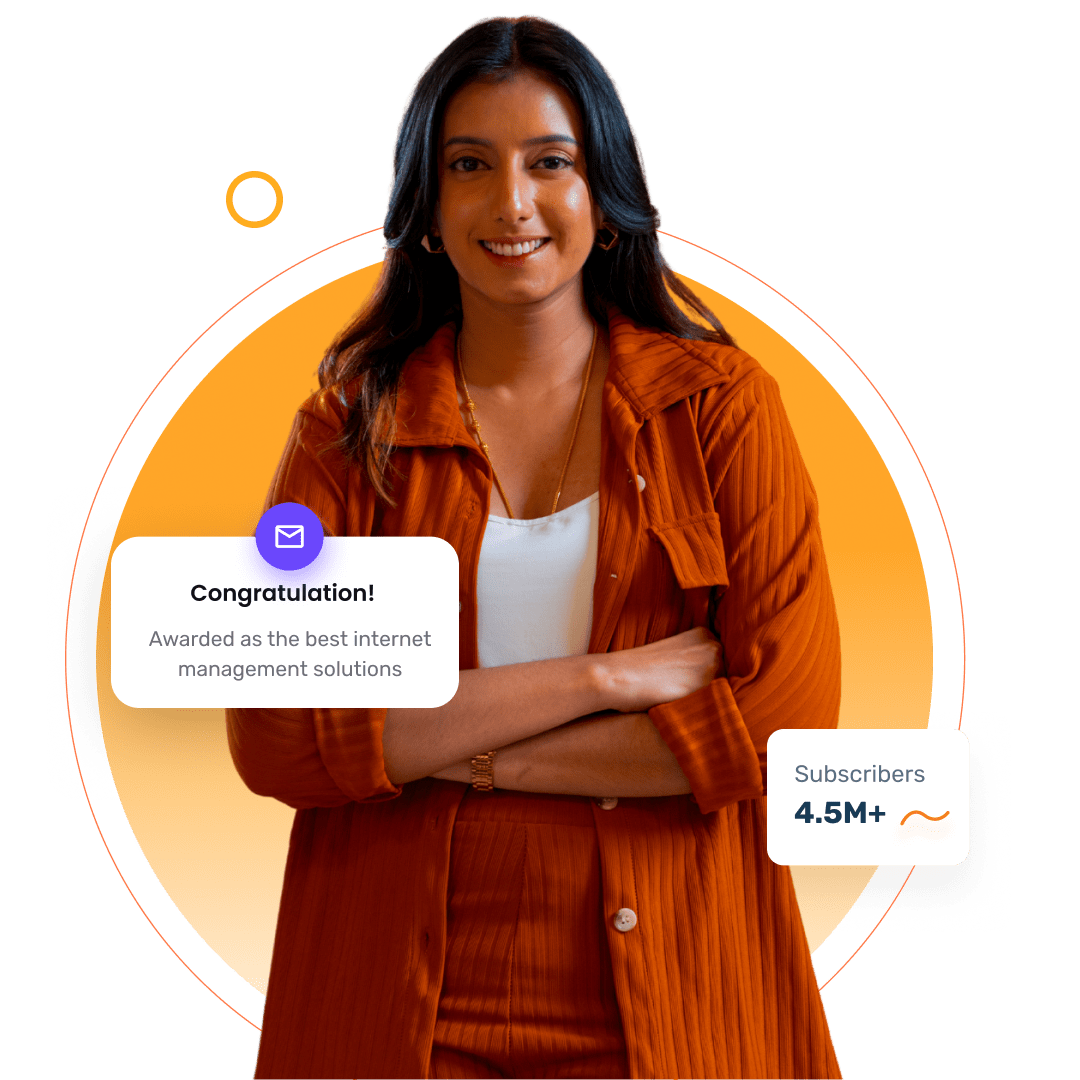 Congratulation!
Awarded as the best internet
management solutions
Subscribers
4.5M+